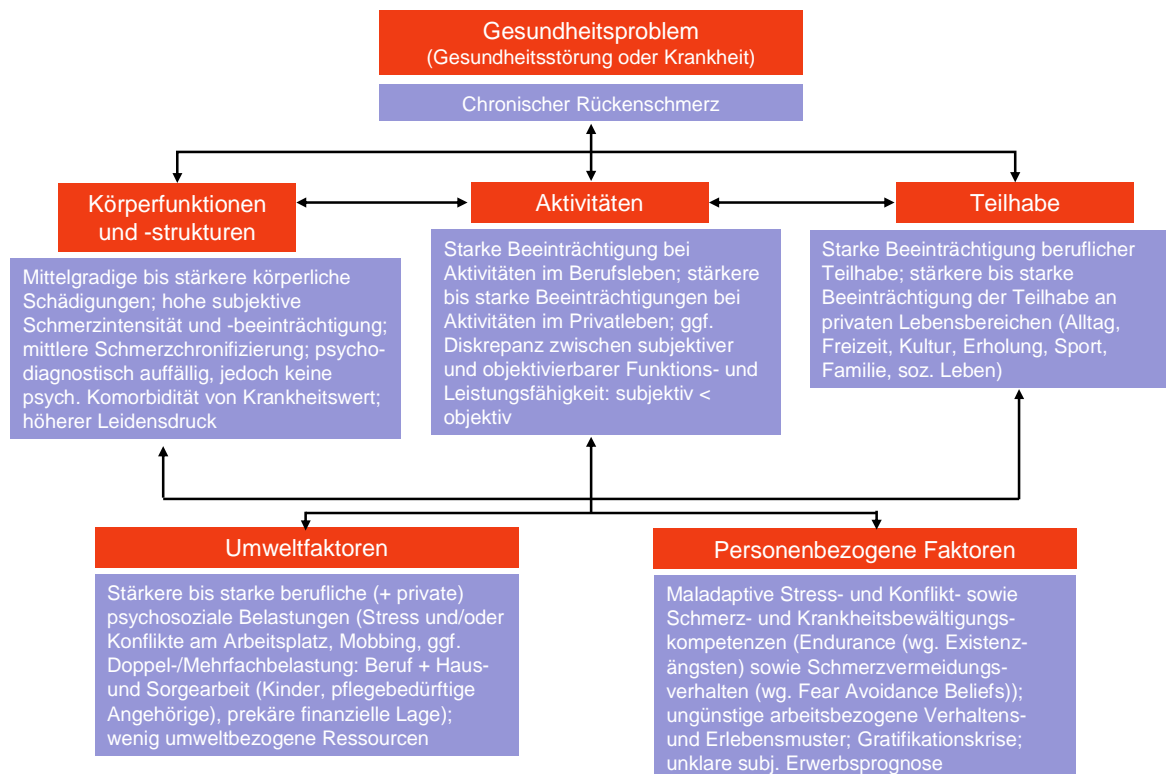 Gesundheitsproblem
(Gesundheitsstörung oder Krankheit)
Chronischer Rückenschmerz
Körperfunktionen
und -strukturen
Mittelgradige bis stärkere körperliche
Schädigungen; hohe subjektive
Schmerzintensität und -beeinträchtigung;
mittlere Schmerzchronifizierung; psycho-
diagnostisch auffällig, jedoch keine
psych. Komorbidität von Krankheitswert;
höherer Leidensdruck
Aktivitäten
Starke Beeinträchtigung bei
Aktivitäten im Berufsleben; stärkere
bis starke Beeinträchtigungen bei
Aktivitäten im Privatleben; ggf.
Diskrepanz zwischen subjektiver
und objektivierbarer Funktions- und
Leistungsfähigkeit: subjektiv <
objektiv
Teilhabe
Starke Beeinträchtigung beruflicher
Teilhabe; stärkere bis starke
Beeinträchtigung der Teilhabe an
privaten Lebensbereichen (Alltag,
Freizeit, Kultur, Erholung, Sport,
Familie, soz. Leben)
Umweltfaktoren
Stärkere bis starke berufliche (+ private)
psychosoziale Belastungen (Stress und/oder
Konflikte am Arbeitsplatz, Mobbing, ggf.
Doppel-/Mehrfachbelastung: Beruf + Haus-
und Sorgearbeit (Kinder, pflegebedürftige
Angehörige), prekäre finanzielle Lage);
wenig umweltbezogene Ressourcen
Personenbezogene Faktoren
Maladaptive Stress- und Konflikt- sowie
Schmerz- und Krankheitsbewältigungs-
kompetenzen (Endurance (wg. Existenz-
ängsten) sowie Schmerzvermeidungs-
verhalten (wg. Fear Avoidance Beliefs));
ungünstige arbeitsbezogene Verhaltens-
und Erlebensmuster; Gratifikationskrise;
unklare subj. Erwerbsprognose